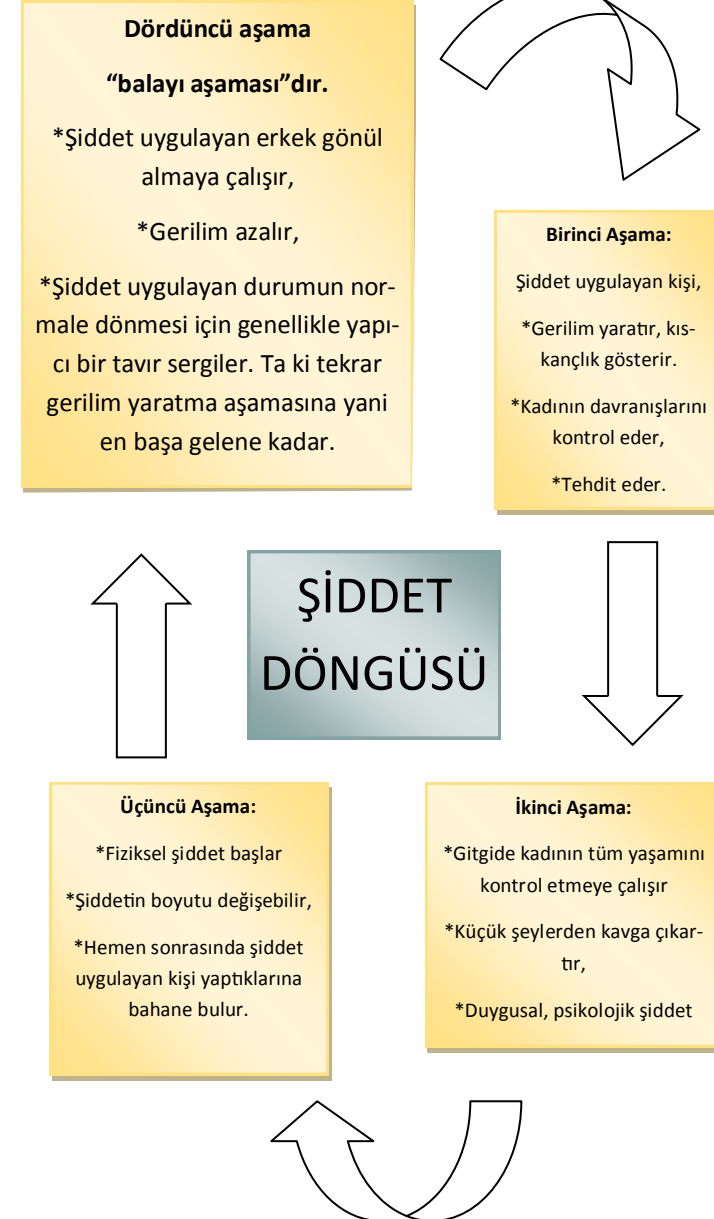 Dördüncü aşama
“balayı aşaması”dır.
*Şiddet uygulayan erkek gönül
almaya çalışır,
*Gerilim azalır,
*Şiddet uygulayan durumun nor-
male dönmesi için genellikle yapı-
cı bir tavır sergiler. Ta ki tekrar
gerilim yaratma aşamasına yani
en başa gelene kadar.
Birinci Aşama:
Şiddet uygulayan kişi,
*Gerilim yaratır, kıs-
kançlık gösterir.
*Kadının davranışlarını
kontrol eder,
*Tehdit eder.
ŞİDDET
DÖNGÜSÜ
Üçüncü Aşama:
*Fiziksel şiddet başlar
*Şiddetin boyutu değişebilir,
*Hemen sonrasında şiddet
uygulayan kişi yaptıklarına
bahane bulur.
İkinci Aşama:
*Gitgide kadının tüm yaşamını
kontrol etmeye çalışır
*Küçük şeylerden kavga çıkar-
tır,
*Duygusal, psikolojik şiddet